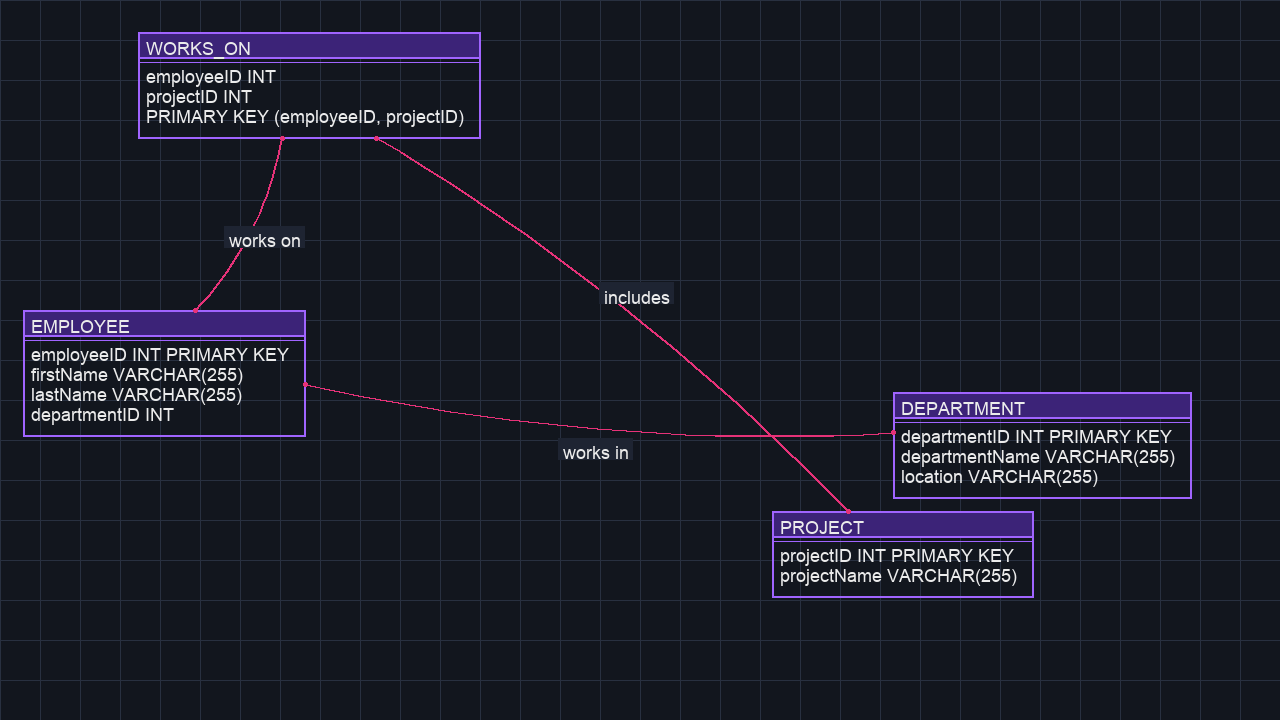 WORKS_ON
employeeID INT
projectID INT
PRIMARY KEY (employeeID, projectID)
works on
includes
EMPLOYEE
employeeID INT PRIMARY KEY
firstName VARCHAR(255)
lastName VARCHAR(255)
departmentID INT
works in
DEPARTMENT
departmentID INT PRIMARY KEY
departmentName VARCHAR(255)
location VARCHAR(255)
PROJECT
projectID INT PRIMARY KEY
projectName VARCHAR(255)